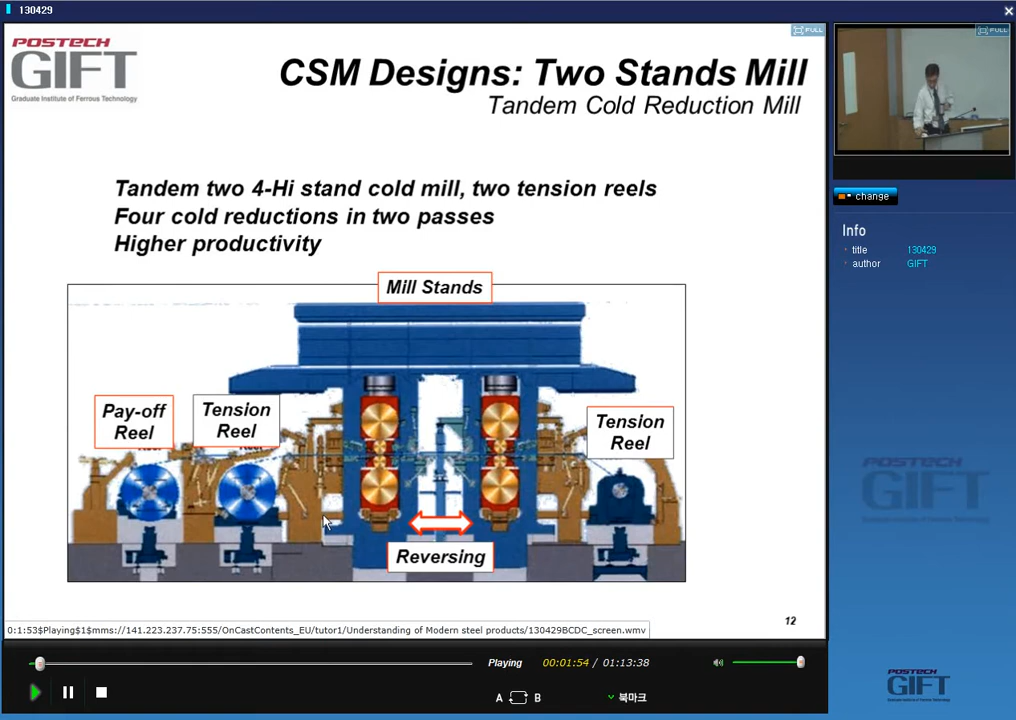 130429
POSTECH
GIFT
Graduate Institute of Ferrous Technology
FULL
CSM Designs: Two Stands Mill
Tandem Cold Reduction Mill
Tandem two 4-Hi stand cold mill, two tension reels
Four cold reductions in two passes
Higher productivity
Mill Stands
Pay-off
Reel
Tension
Reel
Tension
Reel
Reversing
12
0:1:53$Playing$1$mms://141.223.237.75:555/OnCastContents_EU/tutor1/Understanding of Modern steel products/130429BCDC_screen.wmv
Playing
00:01:54 / 01:13:38
A B
북마크
FULL
change
Info
title 130429
author GIFT
POSTECH
GIFT
POSTECH
GIFT